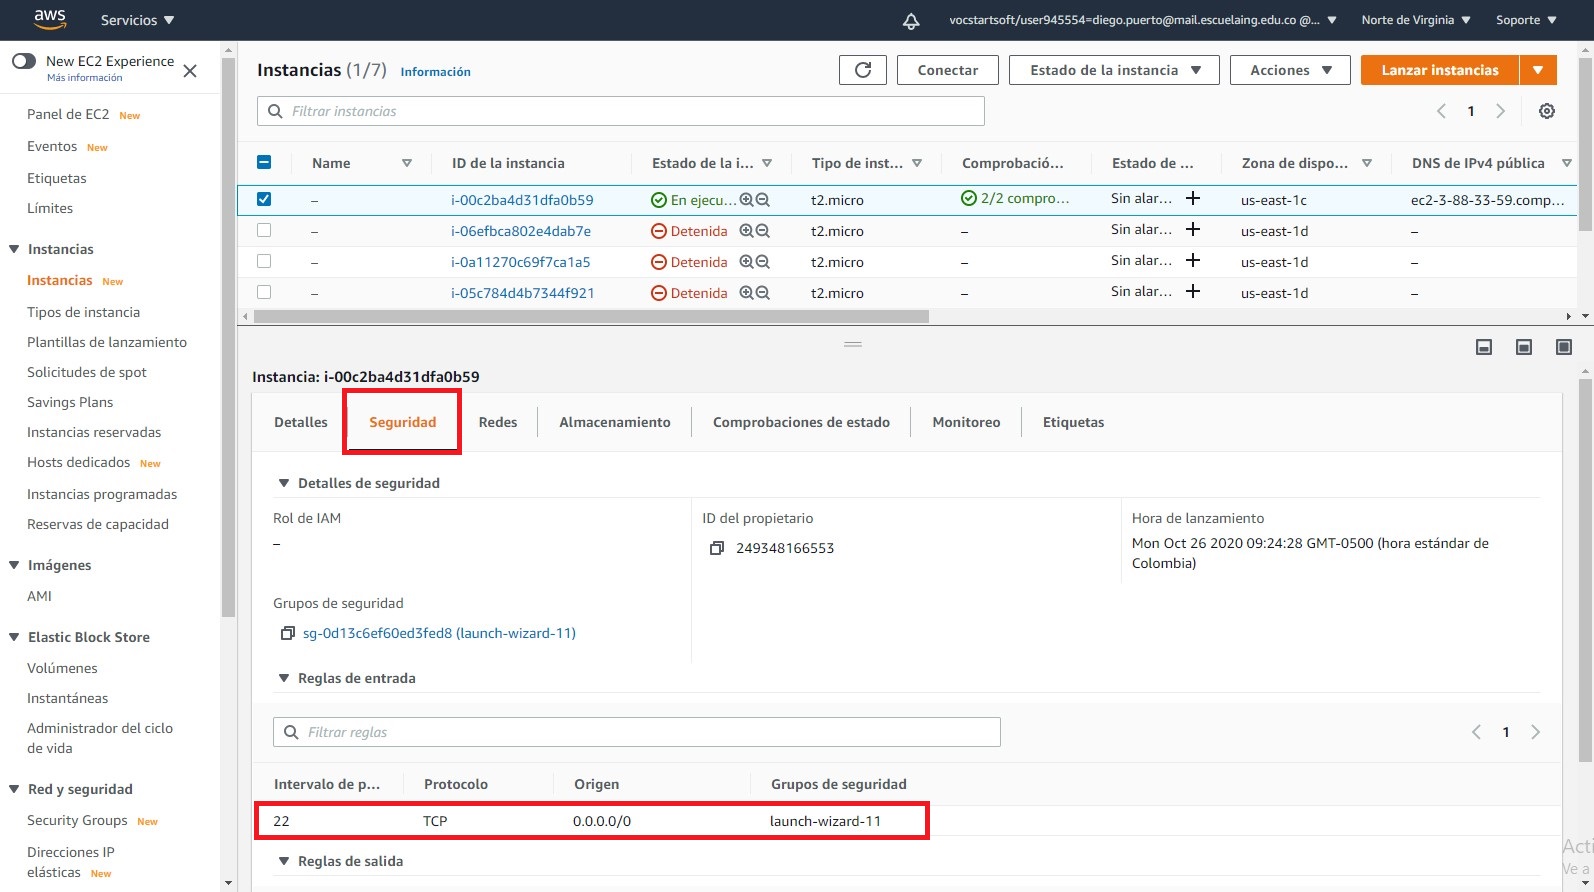 aws
Servicios
vocstartsoft/user945554=diego.puerto@mail.escuelaing.edu.co @...
Norte de Virginia
Soporte
New EC2 Experience
Más información
Panel de EC2 New
Eventos New
Etiquetas
Límites
Instancias
Instancias New
Tipos de instancia
Plantillas de lanzamiento
Solicitudes de spot
Savings Plans
Instancias reservadas
Hosts dedicados New
Instancias programadas
Reservas de capacidad
Imágenes
AMI
Elastic Block Store
Volúmenes
Instantáneas
Administrador del ciclo
de vida
Red y seguridad
Security Groups New
Direcciones IP
elásticas New
Instancias (1/7) Información
Conectar
Estado de la instancia
Acciones
Lanzar instancias
Filtrar instancias
1
Name ID de la instancia Estado de la i... Tipo de inst... Comprobació... Estado de ... Zona de dispo... DNS de IPv4 pública
– i-00c2ba4d31dfa0b59 En ejecu... t2.micro 2/2 compro... Sin alar... us-east-1c ec2-3-88-33-59.comp...
– i-06efbca802e4dab7e Detenida t2.micro – Sin alar... us-east-1d –
– i-0a11270c69f7ca1a5 Detenida t2.micro – Sin alar... us-east-1d –
– i-05c784d4b7344f921 Detenida t2.micro – Sin alar... us-east-1d –
Instancia: i-00c2ba4d31dfa0b59
Detalles Seguridad Redes Almacenamiento Comprobaciones de estado Monitoreo Etiquetas
Detalles de seguridad
Rol de IAM
–
ID del propietario
249348166553
Hora de lanzamiento
Mon Oct 26 2020 09:24:28 GMT-0500 (hora estándar de
Colombia)
Grupos de seguridad
sg-0d13c6ef60ed3fed8 (launch-wizard-11)
Reglas de entrada
Filtrar reglas
1
Intervalo de p... Protocolo Origen Grupos de seguridad
22 TCP 0.0.0.0/0 launch-wizard-11
Reglas de salida
Acti
Ve a